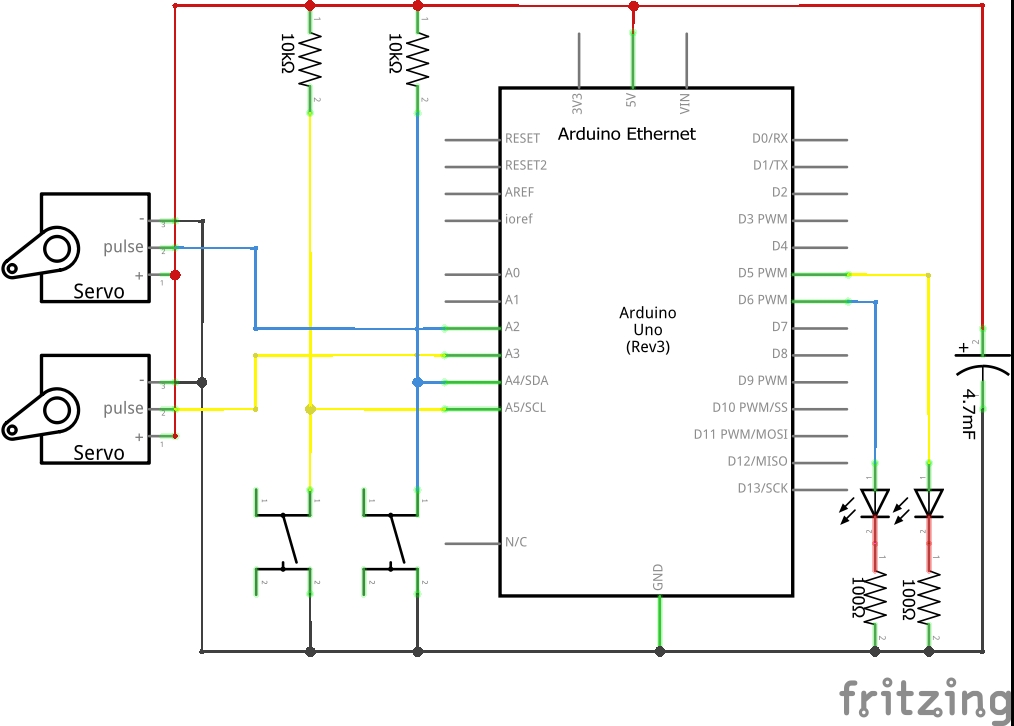 1
1
10kΩ
10kΩ
2
2
3V3
5V
VIN
Arduino Ethernet
RESET
RESET2
AREF
ioref
A0
A1
A2
A3
A4/SDA
A5/SCL
N/C
D0/RX
D1/TX
D2
D3 PWM
D4
D5 PWM
D6 PWM
D7
D8
D9 PWM
D10 PWM/SS
D11 PWM/MOSI
D12/MISO
D13/SCK
Arduino
Uno
(Rev3)
GND
-
3
pulse
2
+
1
Servo
-
3
pulse
2
+
1
Servo
1
1
1
1
2
2
2
2
+
2
1
4.7mF
1
1
2
2
1
1
100Ω
100Ω
2
2
fritzing